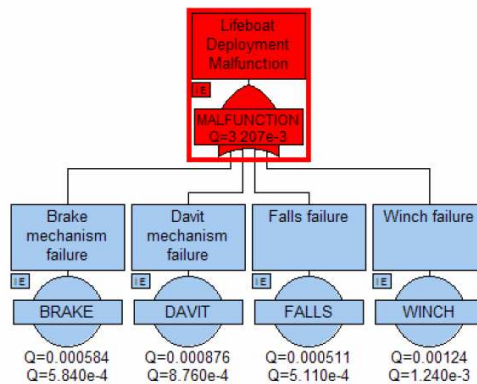 Lifeboat
Deployment
Malfunction
IE
MALFUNCTION
Q=3.207e-3
Brake
mechanism
failure
IE
BRAKE
Q=0.000584
Q=5.840e-4
Davit
mechanism
failure
IE
DAVIT
Q=0.000876
Q=8.760e-4
Falls failure
IE
FALLS
Q=0.000511
Q=5.110e-4
Winch failure
IE
WINCH
Q=0.00124
Q=1.240e-3